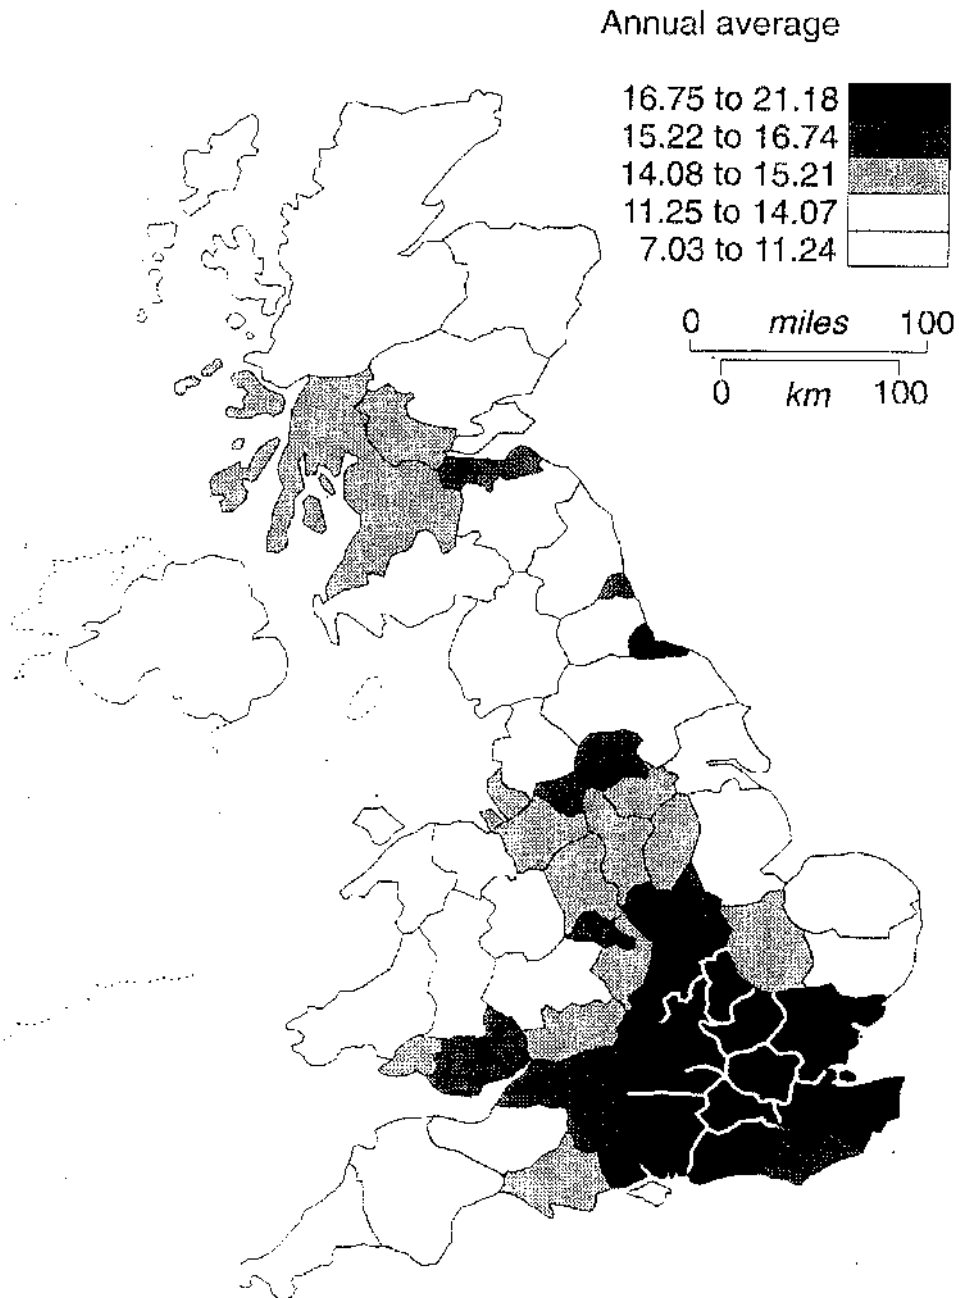 Annual average
16.75 to 21.18
15.22 to 16.74
14.08 to 15.21
11.25 to 14.07
7.03 to 11.24
0 miles 100
0 km 100